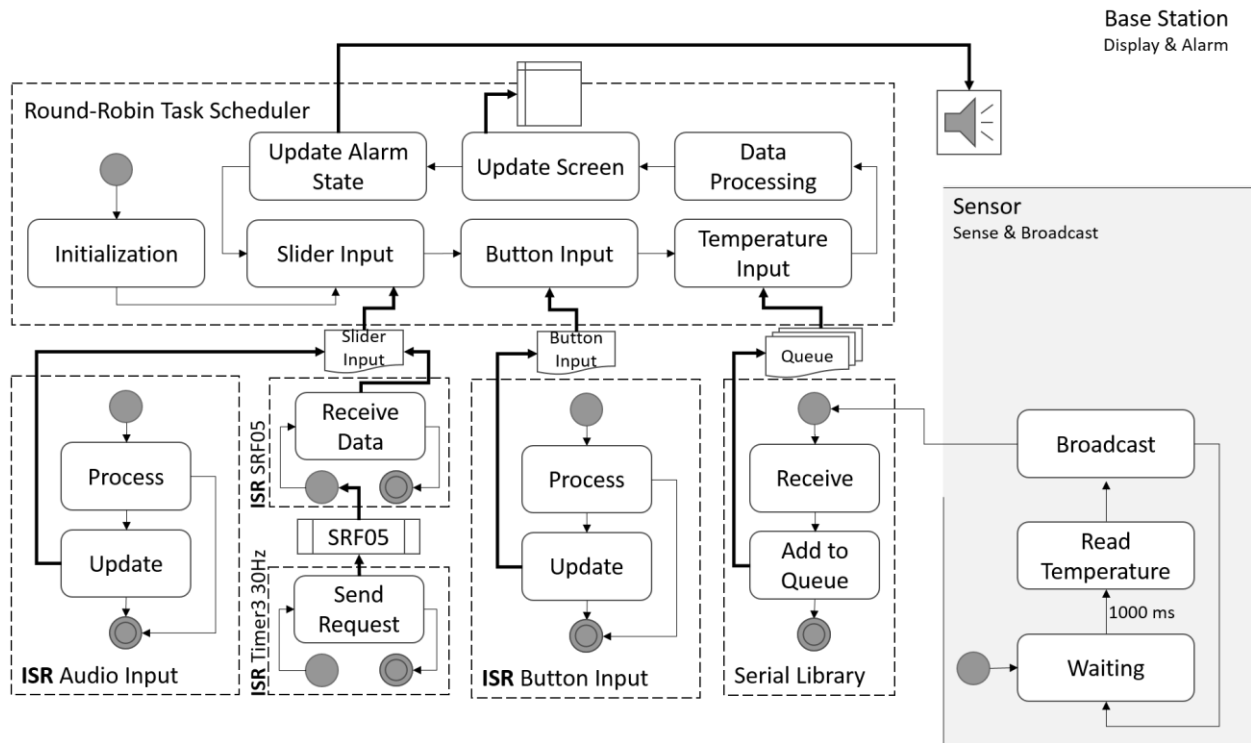 Base Station
Display & Alarm
Round-Robin Task Scheduler
Update Alarm
State
Update Screen
Data
Processing
Initialization
Slider Input
Button Input
Temperature
Input
Sensor
Sense & Broadcast
Slider
Input
Button
Input
Queue
Process
Update
ISR Audio Input
Receive
Data
ISR SRF05
SRF05
Send
Request
ISR Timer3 30Hz
Process
Update
ISR Button Input
Receive
Add to
Queue
Serial Library
Broadcast
Read
Temperature
1000 ms
Waiting